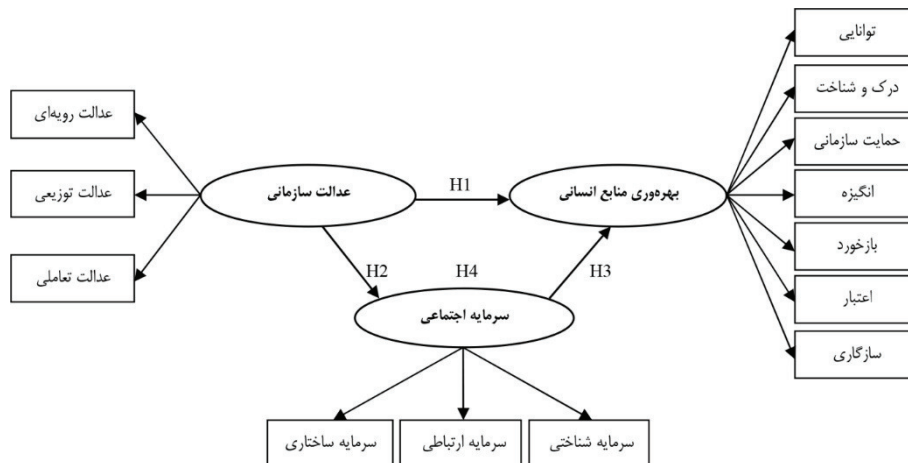 توانایی
درک و شناخت
حمایت سازمانی
انگیزه
بازخورد
اعتبار
سازگاری
بهره‌وری منابع انسانی
H1
عدالت سازمانی
عدالت رویه‌ای
عدالت توزیعی
عدالت تعاملی
H3
H4
H2
سرمایه اجتماعی
سرمایه شناختی
سرمایه ارتباطی
سرمایه ساختاری